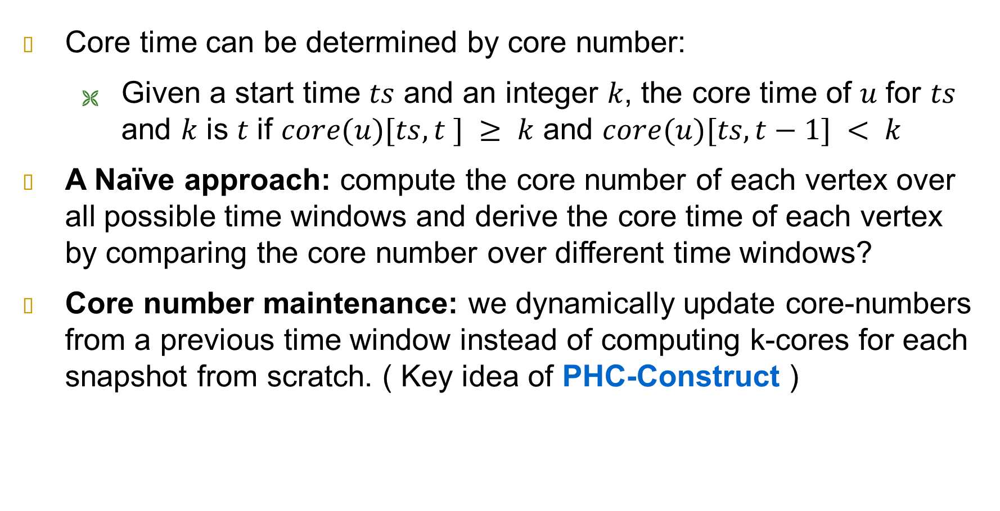 Core time can be determined by core number:
Given a start time ts and an integer k, the core time of u for ts
and k is t if core(u)[ts, t ] ≥ k and core(u)[ts, t − 1] < k
A Naïve approach: compute the core number of each vertex over
all possible time windows and derive the core time of each vertex
by comparing the core number over different time windows?
Core number maintenance: we dynamically update core-numbers
from a previous time window instead of computing k-cores for each
snapshot from scratch. ( Key idea of PHC-Construct )